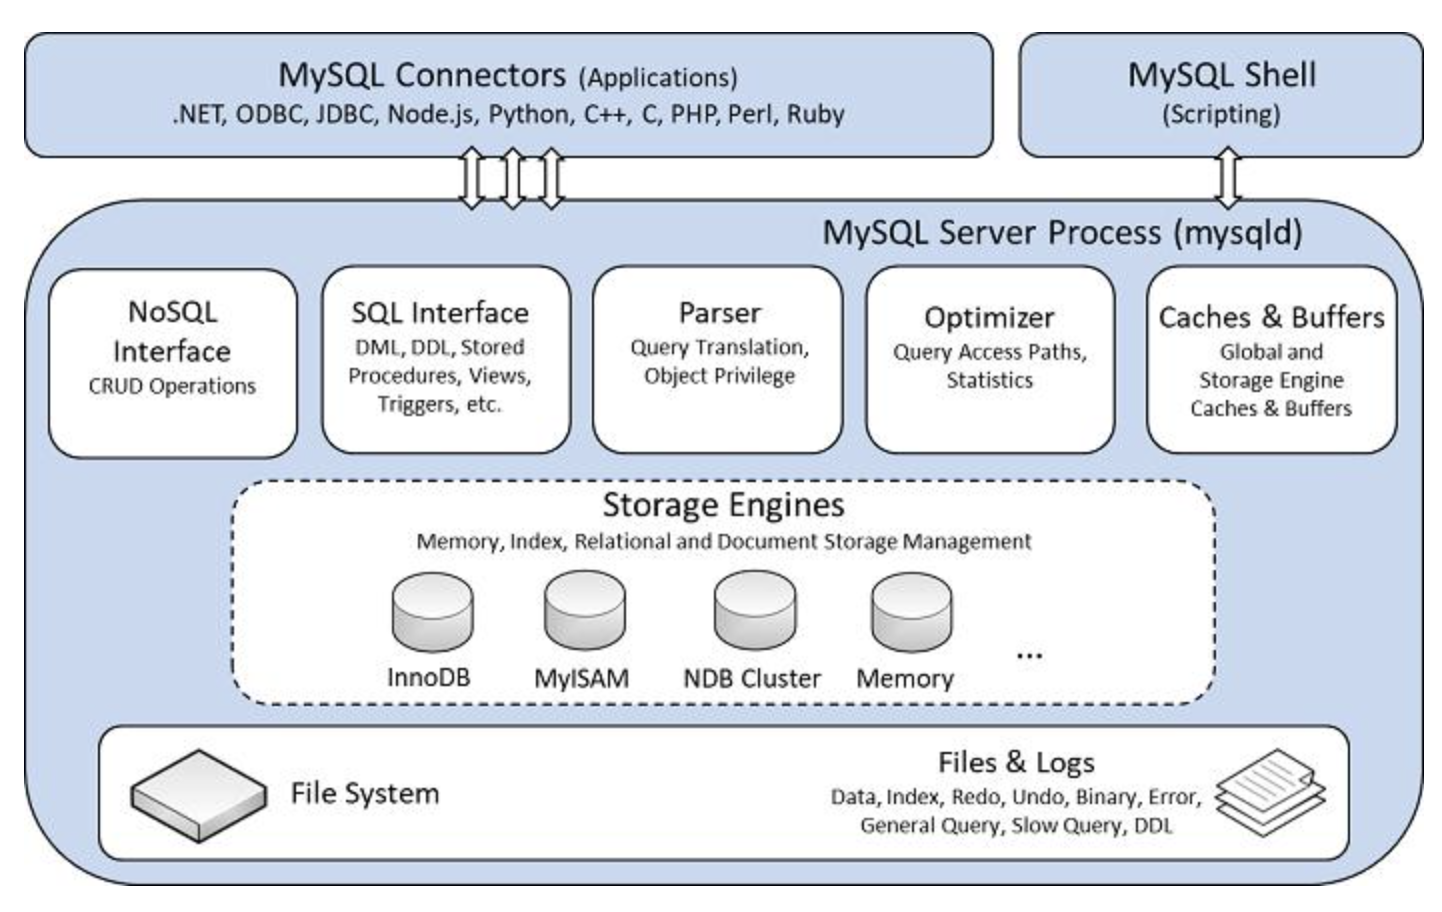 MySQL Connectors (Applications)
.NET, ODBC, JDBC, Node.js, Python, C++, C, PHP, Perl, Ruby
MySQL Shell
(Scripting)
MySQL Server Process (mysqld)
NoSQL
Interface
CRUD Operations
SQL Interface
DML, DDL, Stored
Procedures, Views,
Triggers, etc.
Parser
Query Translation,
Object Privilege
Optimizer
Query Access Paths,
Statistics
Caches & Buffers
Global and
Storage Engine
Caches & Buffers
Storage Engines
Memory, Index, Relational and Document Storage Management
InnoDB
MyISAM
NDB Cluster
Memory
...
File System
Files & Logs
Data, Index, Redo, Undo, Binary, Error,
General Query, Slow Query, DDL